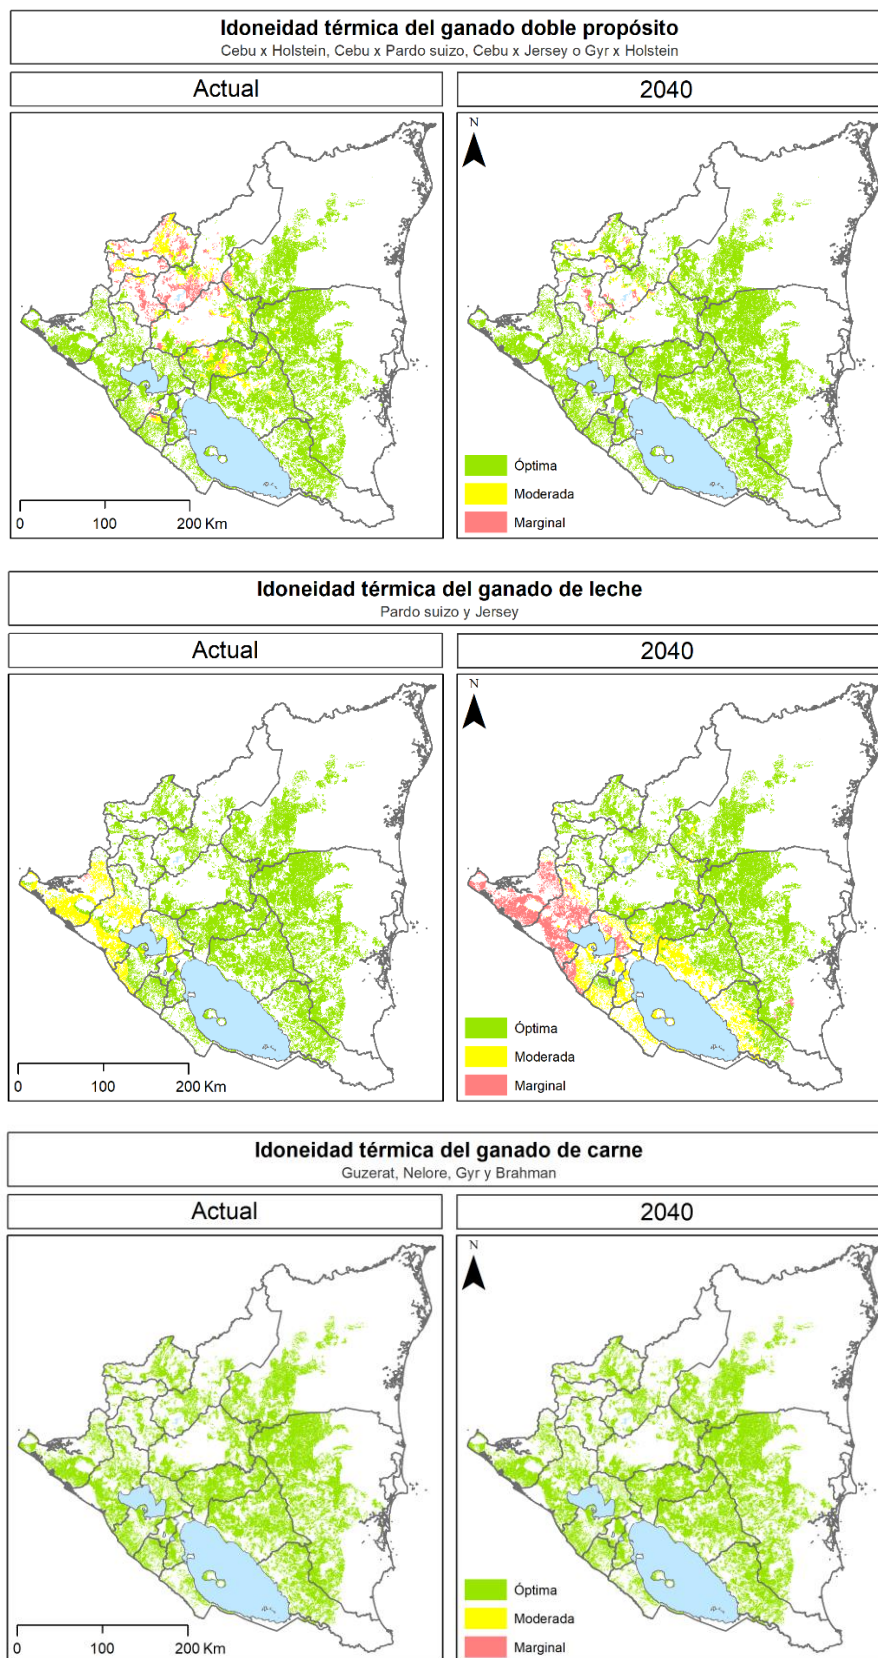 Idoneidad térmica del ganado doble propósito
Cebu x Holstein, Cebu x Pardo suizo, Cebu x Jersey o Gyr x Holstein
Actual
2040
N
Óptima
Moderada
Marginal
0 100 200 Km
Idoneidad térmica del ganado de leche
Pardo suizo y Jersey
Actual
2040
N
Óptima
Moderada
Marginal
0 100 200 Km
Idoneidad térmica del ganado de carne
Guzerat, Nelore, Gyr y Brahman
Actual
2040
N
Óptima
Moderada
Marginal
0 100 200 Km